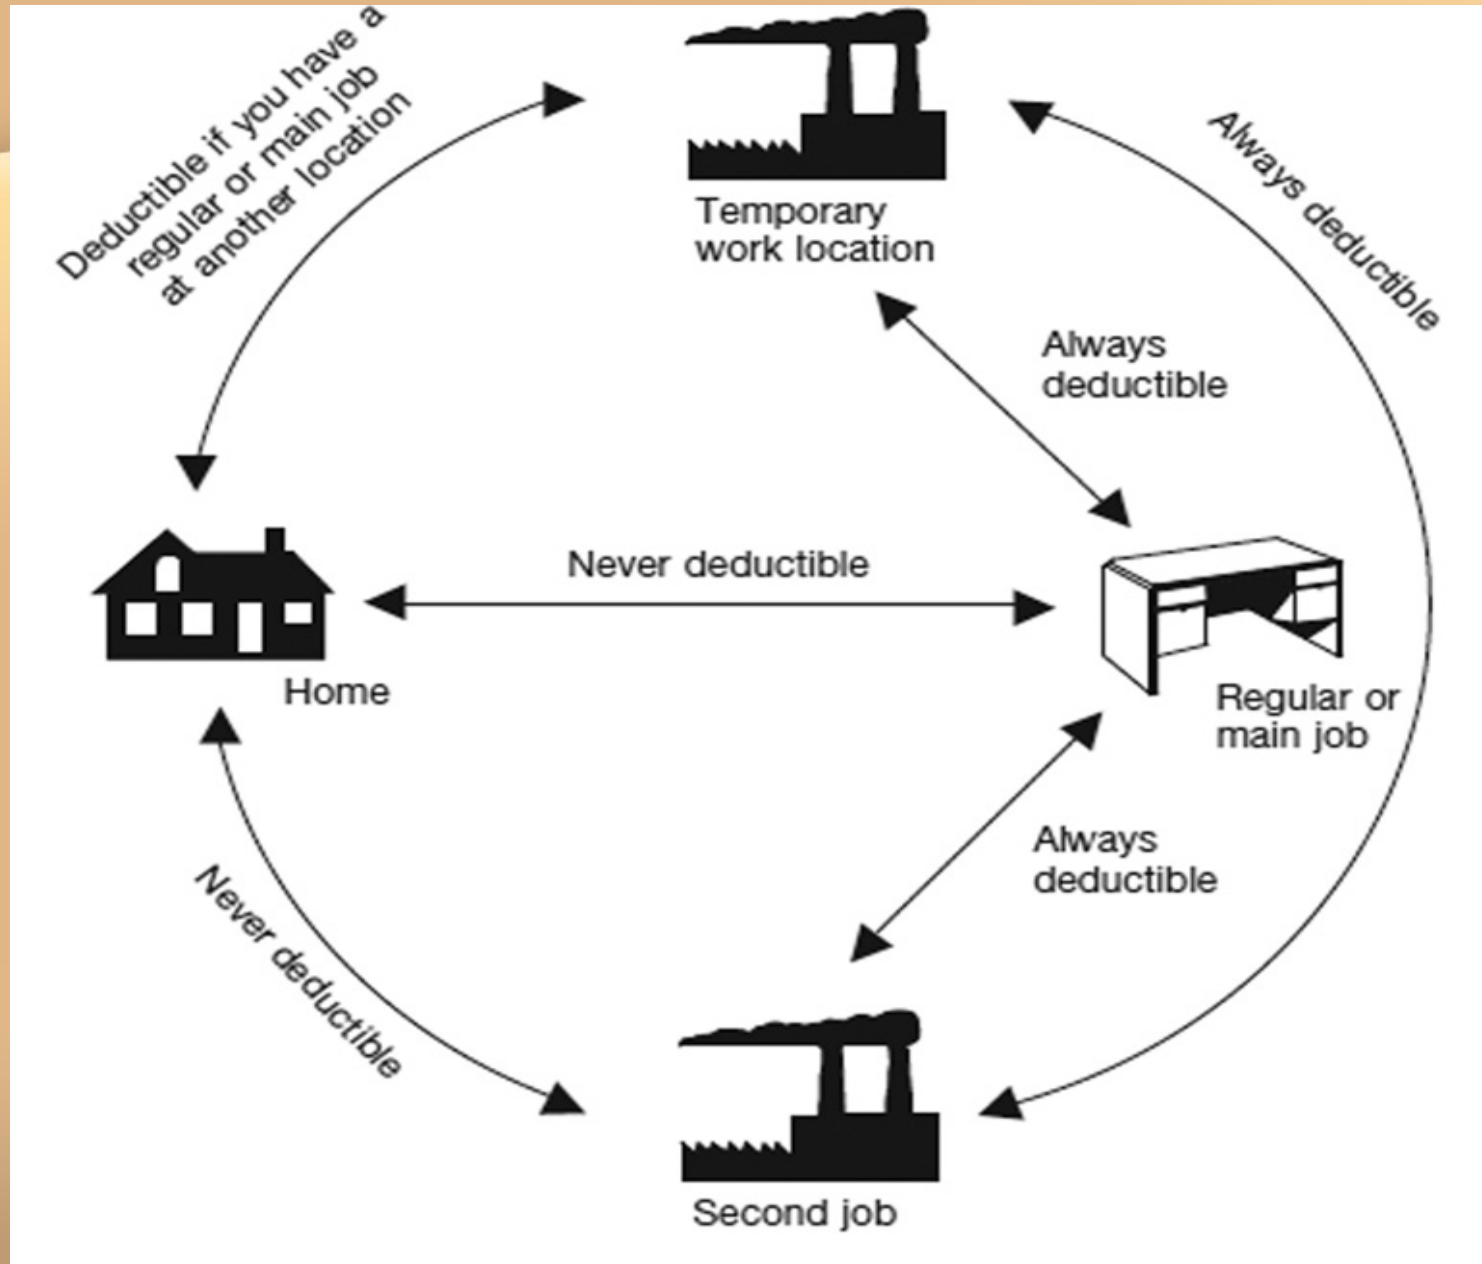 Deductible if you have a
regular or main job
at another location
Temporary
work location
Always deductible
Always
deductible
Never deductible
Home
Regular or
main job
Always
deductible
Never deductible
Second job